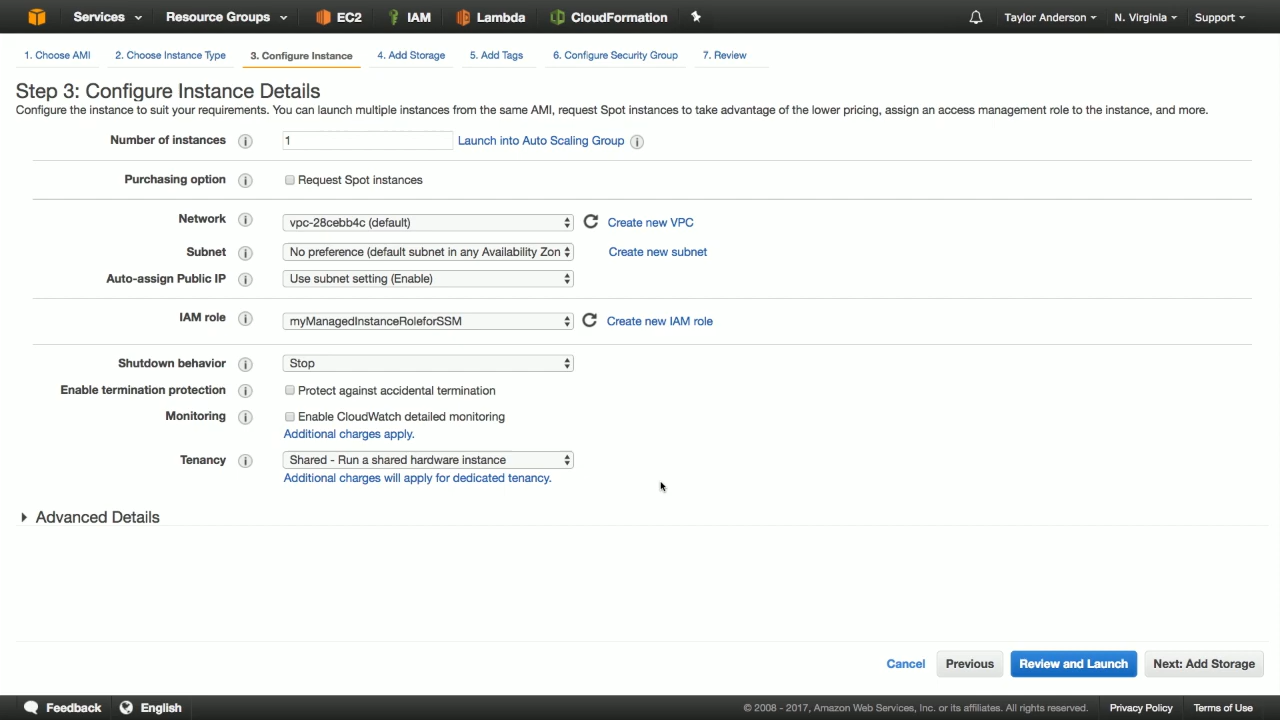 Services Resource Groups EC2 IAM Lambda CloudFormation Taylor Anderson N. Virginia Support
1. Choose AMI 2. Choose Instance Type 3. Configure Instance 4. Add Storage 5. Add Tags 6. Configure Security Group 7. Review
Step 3: Configure Instance Details
Configure the instance to suit your requirements. You can launch multiple instances from the same AMI, request Spot instances to take advantage of the lower pricing, assign an access management role to the instance, and more.
Number of instances 1 Launch into Auto Scaling Group
Purchasing option Request Spot instances
Network vpc-28cebb4c (default) Create new VPC
Subnet No preference (default subnet in any Availability Zon Create new subnet
Auto-assign Public IP Use subnet setting (Enable)
IAM role myManagedInstanceRoleforSSM Create new IAM role
Shutdown behavior Stop
Enable termination protection Protect against accidental termination
Monitoring Enable CloudWatch detailed monitoring
Additional charges apply.
Tenancy Shared - Run a shared hardware instance
Additional charges will apply for dedicated tenancy.
Advanced Details
Cancel Previous Review and Launch Next: Add Storage
Feedback English © 2008 - 2017, Amazon Web Services, Inc. or its affiliates. All rights reserved. Privacy Policy Terms of Use